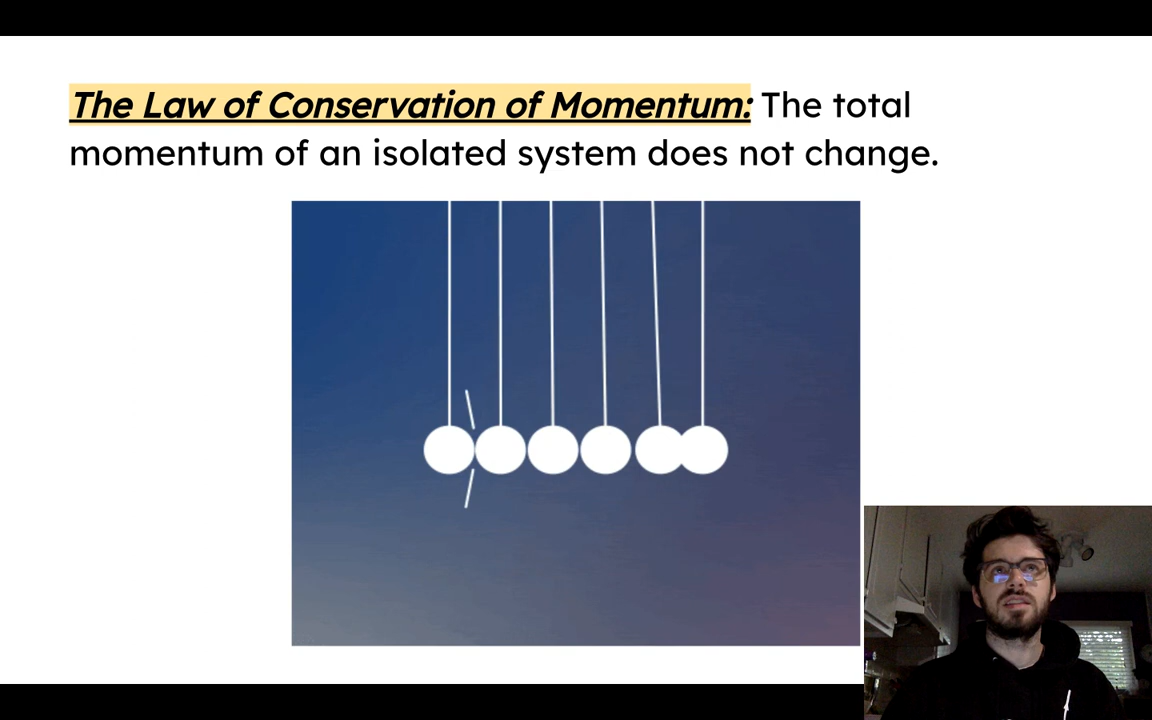 The Law of Conservation of Momentum: The total
momentum of an isolated system does not change.